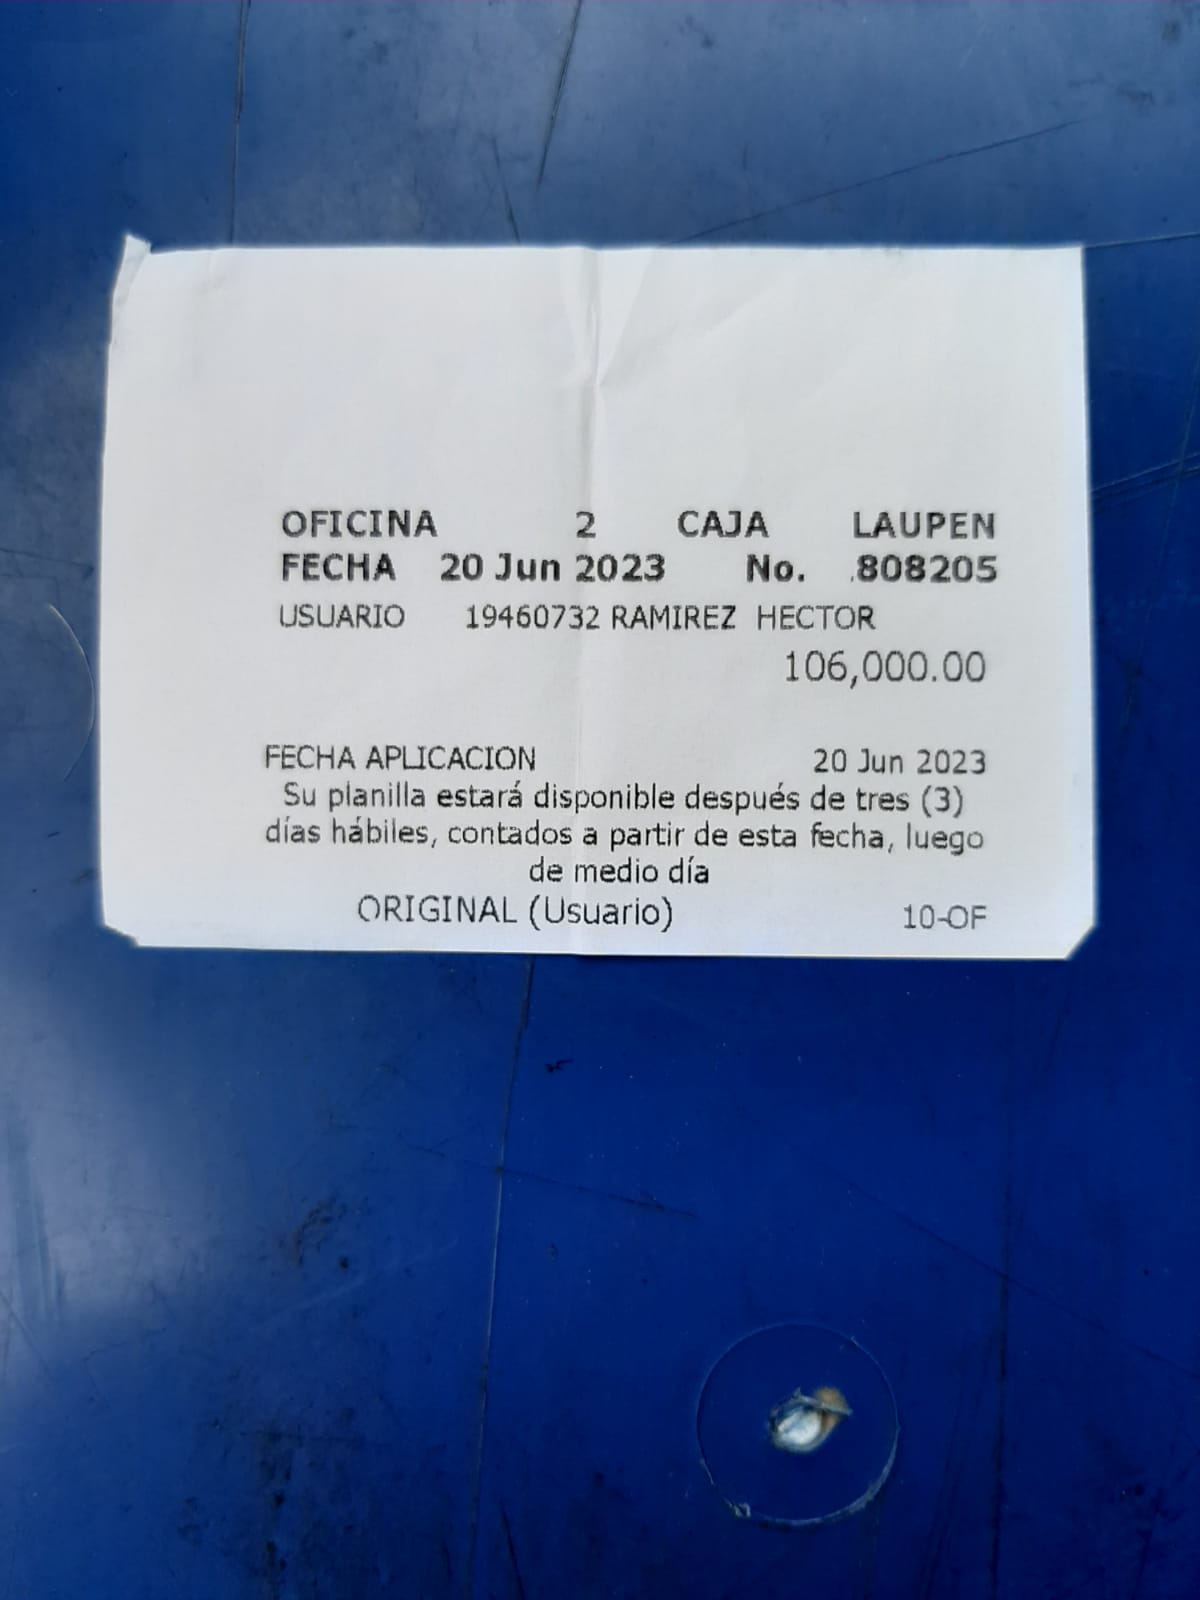 OFICINA 2 CAJA LAUPEN
FECHA 20 Jun 2023 No. 808205
USUARIO 19460732 RAMIREZ HECTOR
106,000.00
FECHA APLICACION 20 Jun 2023
Su planilla estará disponible después de tres (3)
días hábiles, contados a partir de esta fecha, luego
de medio día
ORIGINAL (Usuario) 10-OF